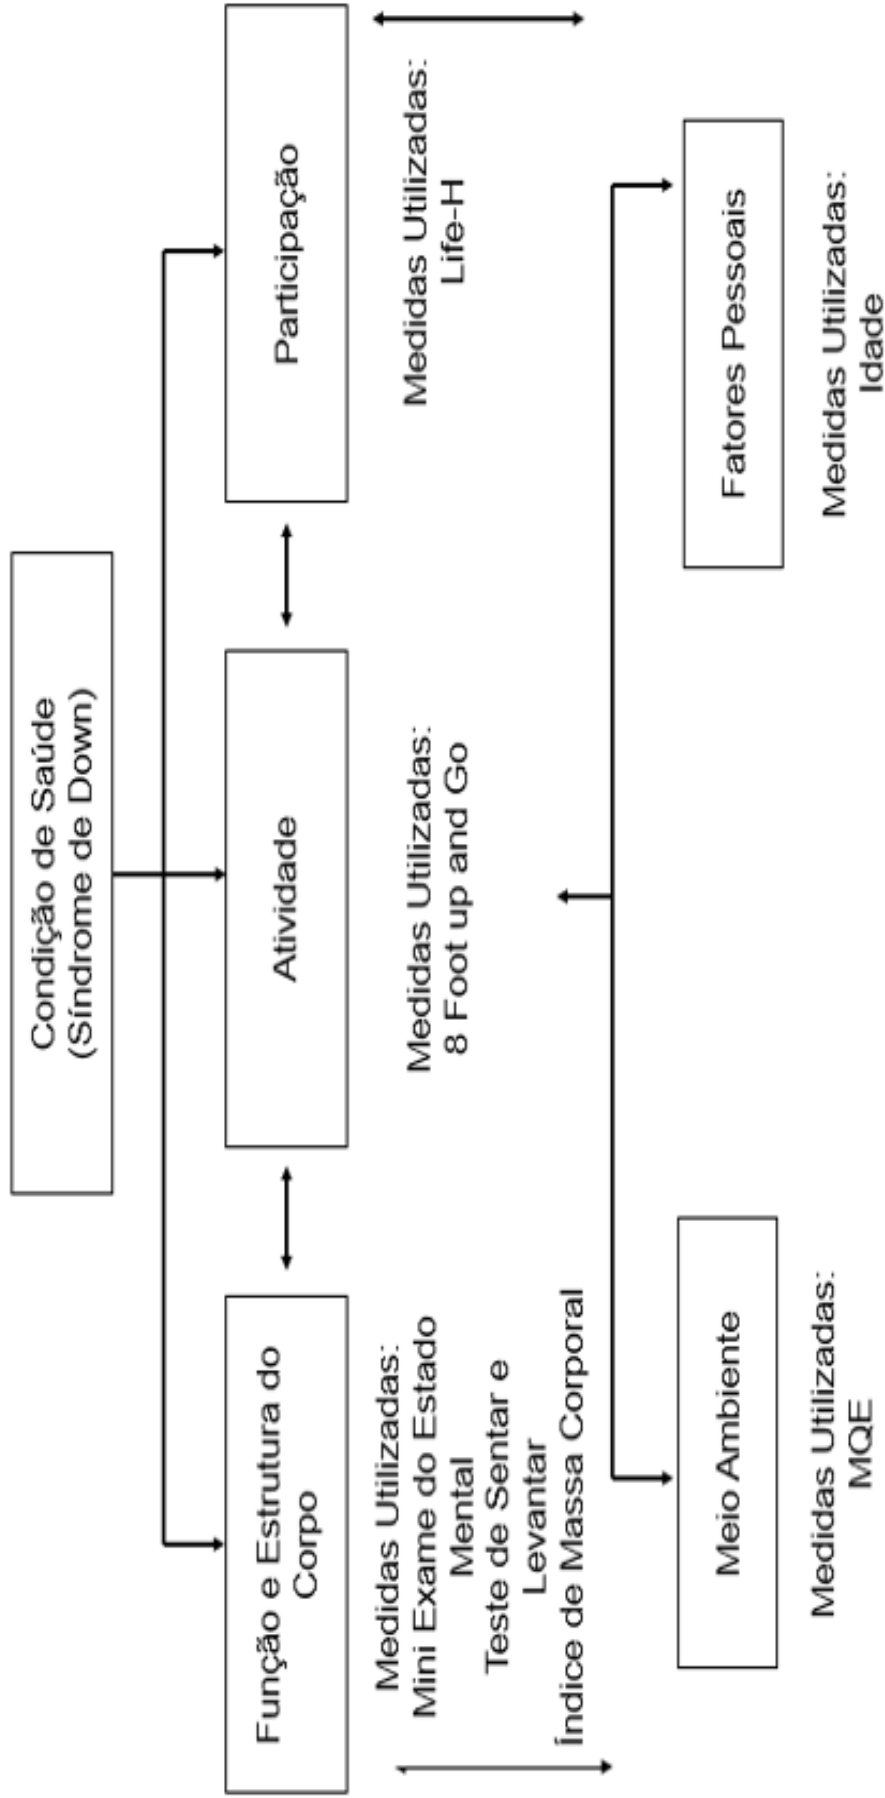 Condição de Saúde
(Síndrome de Down)
Função e Estrutura do
Corpo
Atividade
Participação
Medidas Utilizadas:
Mini Exame do Estado
Mental
Teste de Sentar e
Levantar
Índice de Massa Corporal
Medidas Utilizadas:
8 Foot up and Go
Medidas Utilizadas:
Life-H
Meio Ambiente
Medidas Utilizadas:
MQE
Fatores Pessoais
Medidas Utilizadas:
Idade